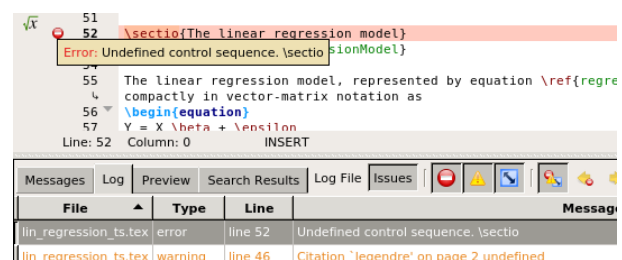 √x 51
52 \sectio{The linear regression model}
Error: Undefined control sequence. \sectio
sionModel}
55 The linear regression model, represented by equation \ref{regre
compactly in vector-matrix notation as
56 \begin{equation}
57 Y = X \beta + \epsilon
Line: 52 Column: 0 INSERT
Messages Log Preview Search Results Log File Issues
File Type Line Message
lin_regression_ts.tex error line 52 Undefined control sequence. \sectio
lin_regression_ts.tex warning line 46 Citation `legendre' on page 2 undefined